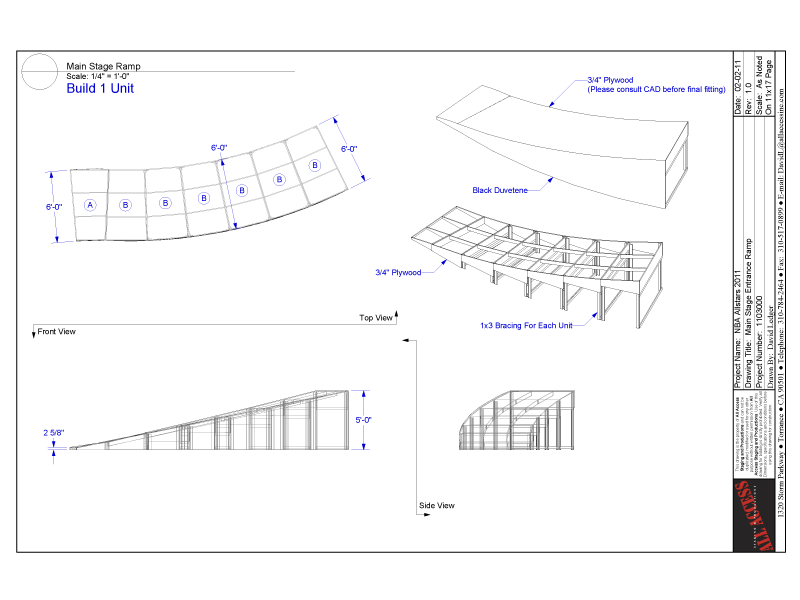 Main Stage Ramp
Scale: 1/4" = 1'-0"
Build 1 Unit
6'-0"
6'-0"
6'-0"
A
B
B
B
B
B
B
3/4" Plywood
(Please consult CAD before final fitting)
Black Duvetene
3/4" Plywood
1x3 Bracing For Each Unit
Top View
Front View
2 5/8"
5'-0"
Side View
Date: 02-02-11
Rev: 1.0
Scale: As Noted
On 11x17 Page
Project Name: NBA Allstars 2011
Drawing Title: Main Stage Entrance Ramp
Project Number: 1103000
Drawn By: David Lederer
ALL ACCESS
1320 Storm Parkway ● Torrance ● CA 90501 ● Telephone: 310-784-2464 ● Fax: 310-517-0899 ● E-mail: DavidL@allaccessinc.com